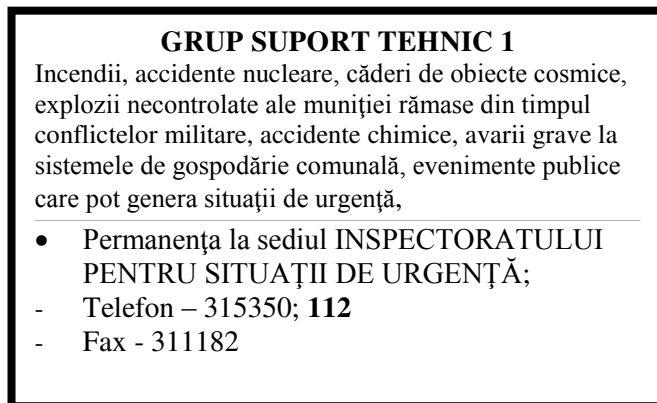 GRUP SUPORT TEHNIC 1
Incendii, accidente nucleare, căderi de obiecte cosmice,
explozii necontrolate ale muniţiei rămase din timpul
conflictelor militare, accidente chimice, avarii grave la
sistemele de gospodărie comunală, evenimente publice
care pot genera situaţii de urgenţă,
• Permanenţa la sediul INSPECTORATULUI
PENTRU SITUAŢII DE URGENŢĂ;
- Telefon – 315350; 112
- Fax - 311182